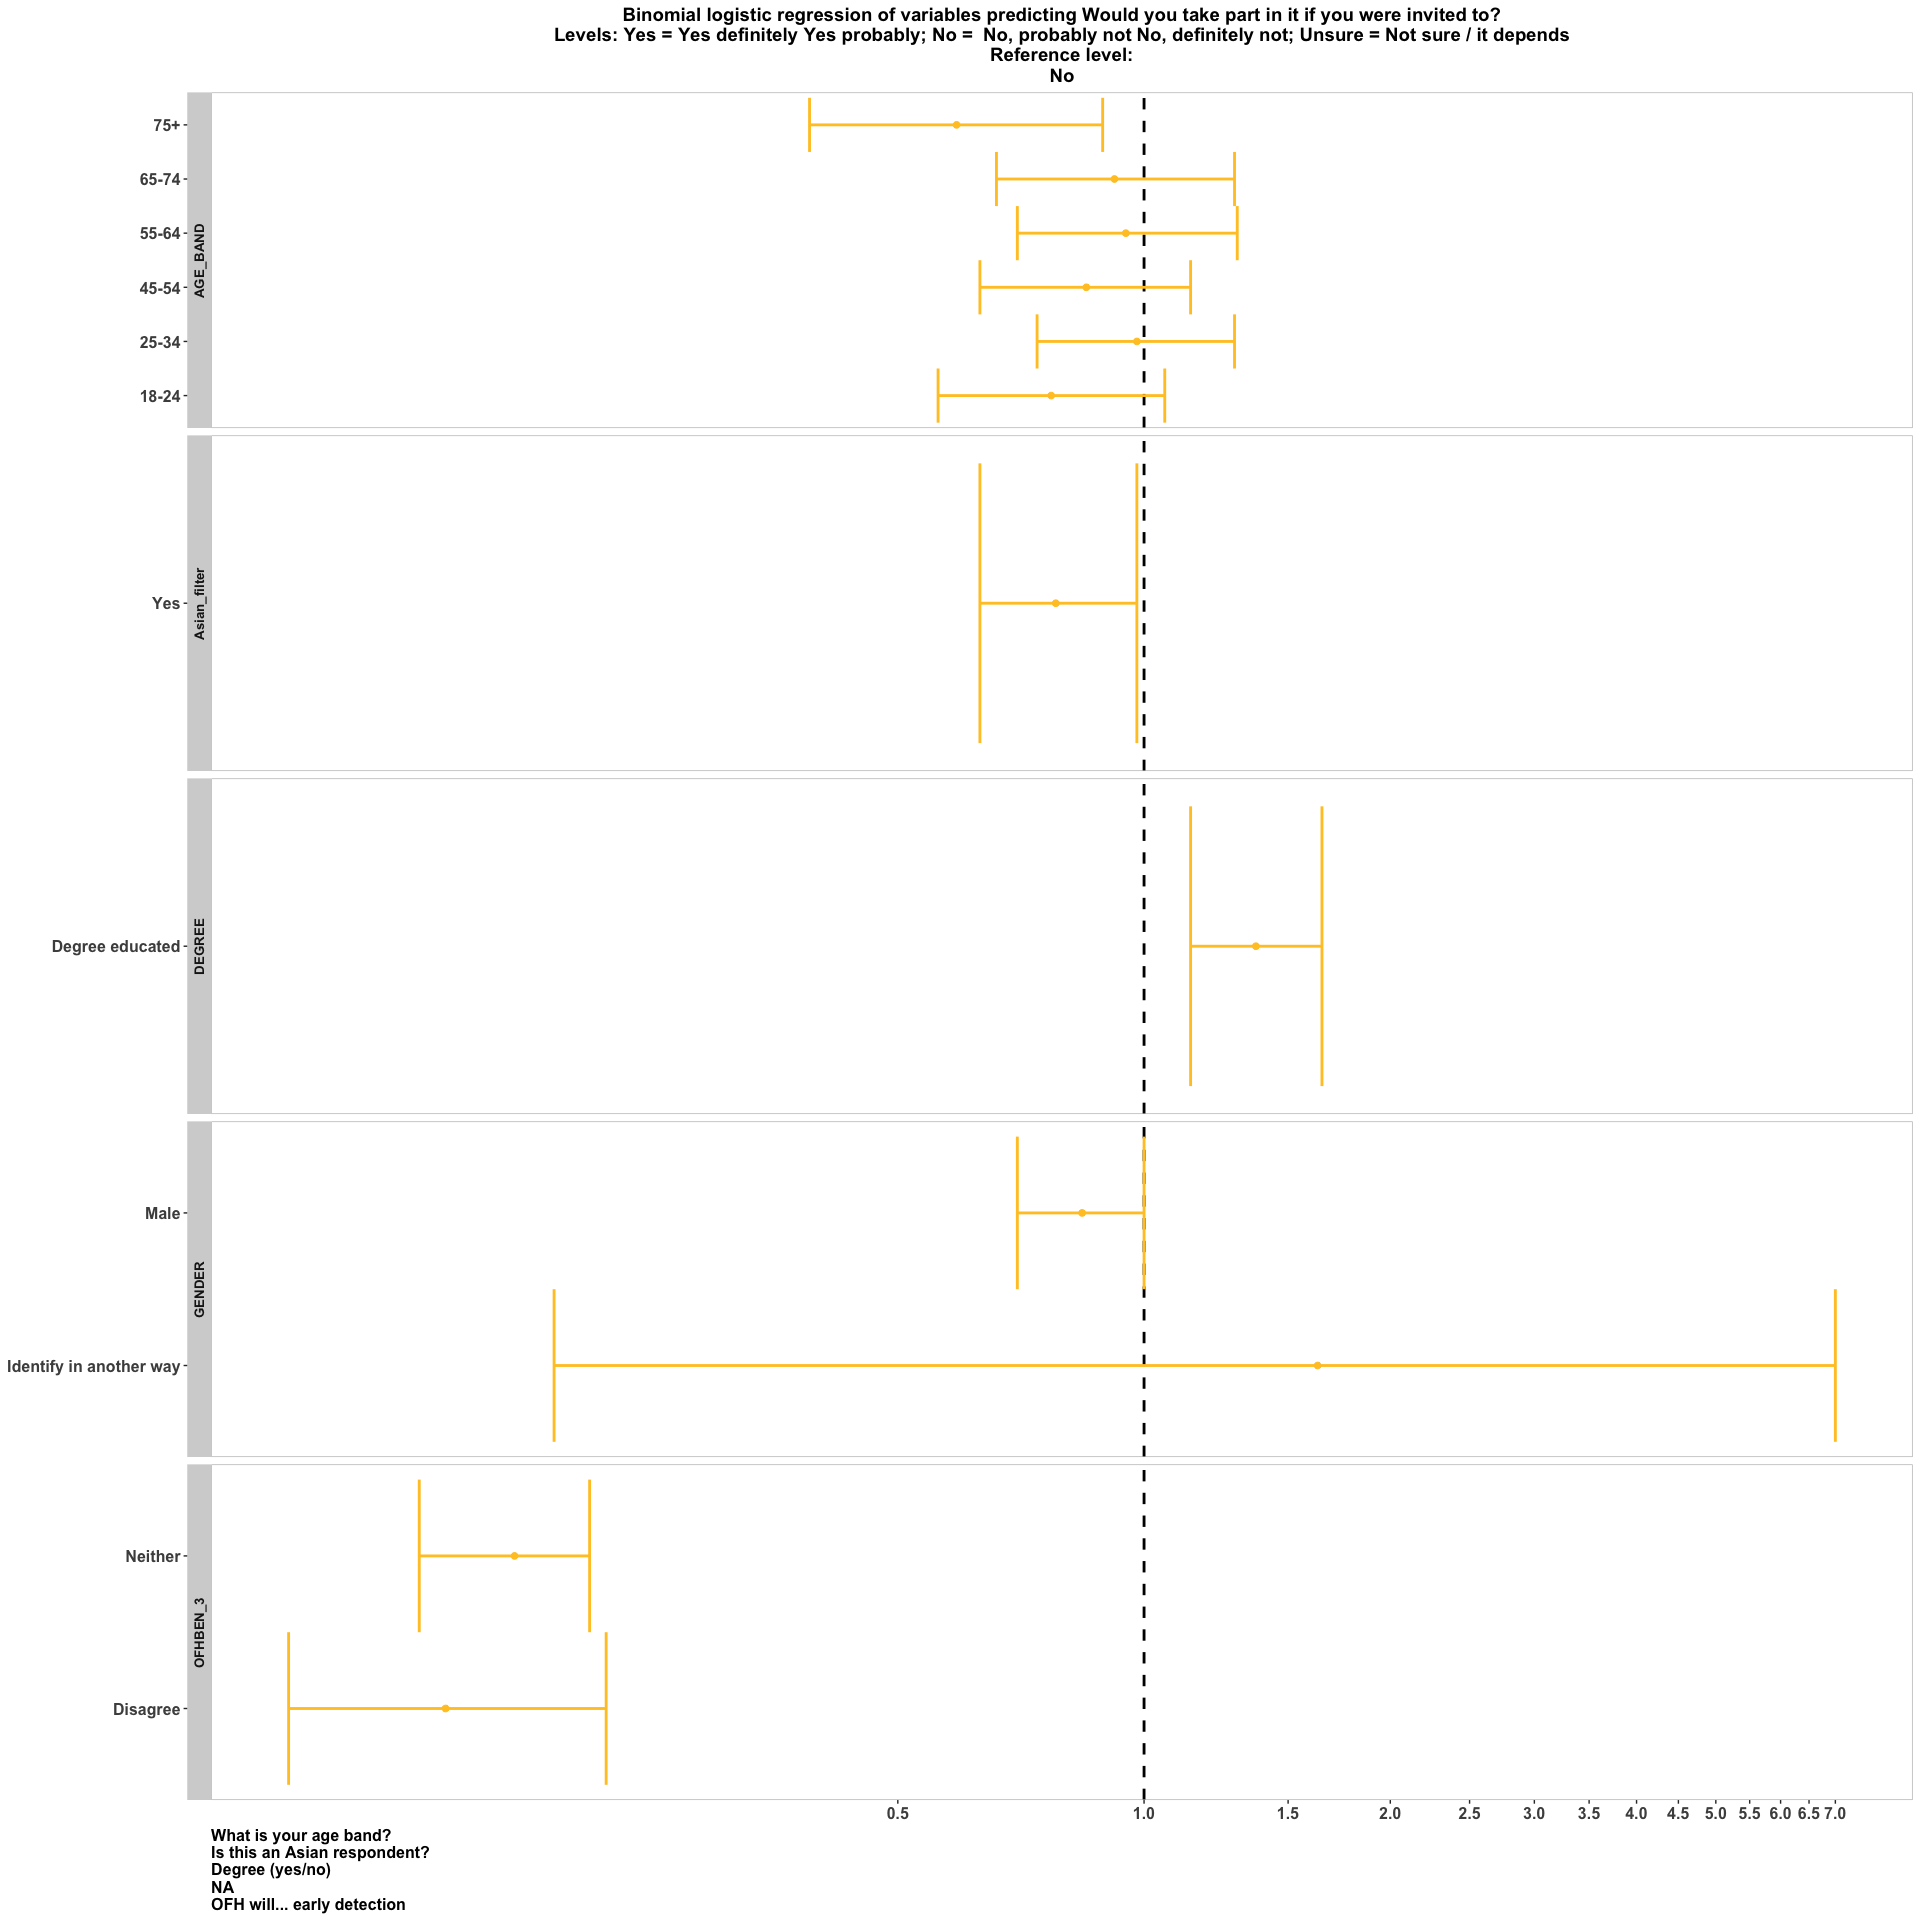 Binomial logistic regression of variables predicting Would you take part in it if you were invited to?
Levels: Yes = Yes definitely Yes probably; No =  No, probably not No, definitely not; Unsure = Not sure / it depends
Reference level:
No
AGE_BAND
75+
65-74
55-64
45-54
25-34
18-24
Asian_filter
Yes
DEGREE
Degree educated
GENDER
Male
Identify in another way
OFHBEN_3
Neither
Disagree
0.5 1.0 1.5 2.0 2.5 3.0 3.5 4.0 4.5 5.0 5.5 6.0 6.5 7.0
What is your age band?
Is this an Asian respondent?
Degree (yes/no)
NA
OFH will... early detection